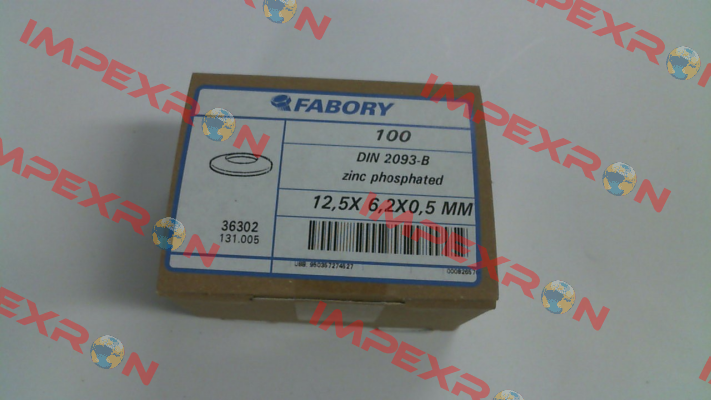 FABORY
100
DIN 2093-B
zinc phosphated
12,5X 6,2X0,5 MM
36302
131.005
IMPEXRON
IMPEXRON
IMPEXRON
IMPEXRON
IMPEXRON
IMPEXRON
IMPEXRON